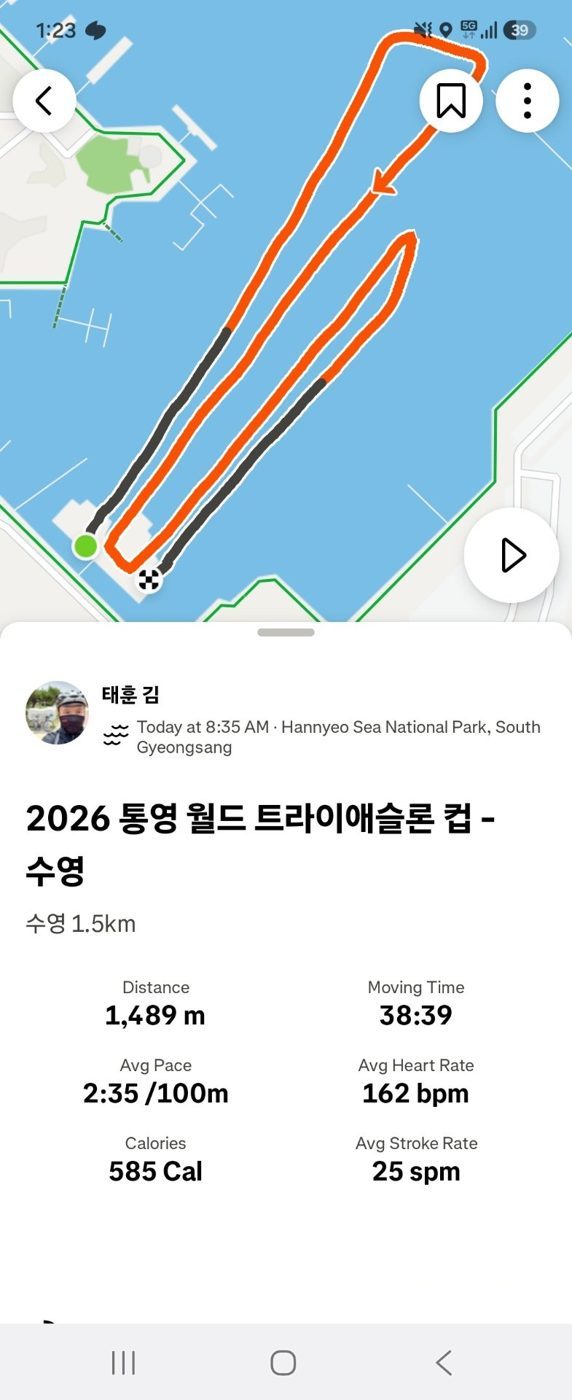 1:23
5G
39
태훈 김
Today at 8:35 AM · Hannyeo Sea National Park, South
Gyeongsang
2026 통영 월드 트라이애슬론 컵 -
수영
수영 1.5km
Distance
1,489 m
Moving Time
38:39
Avg Pace
2:35 /100m
Avg Heart Rate
162 bpm
Calories
585 Cal
Avg Stroke Rate
25 spm